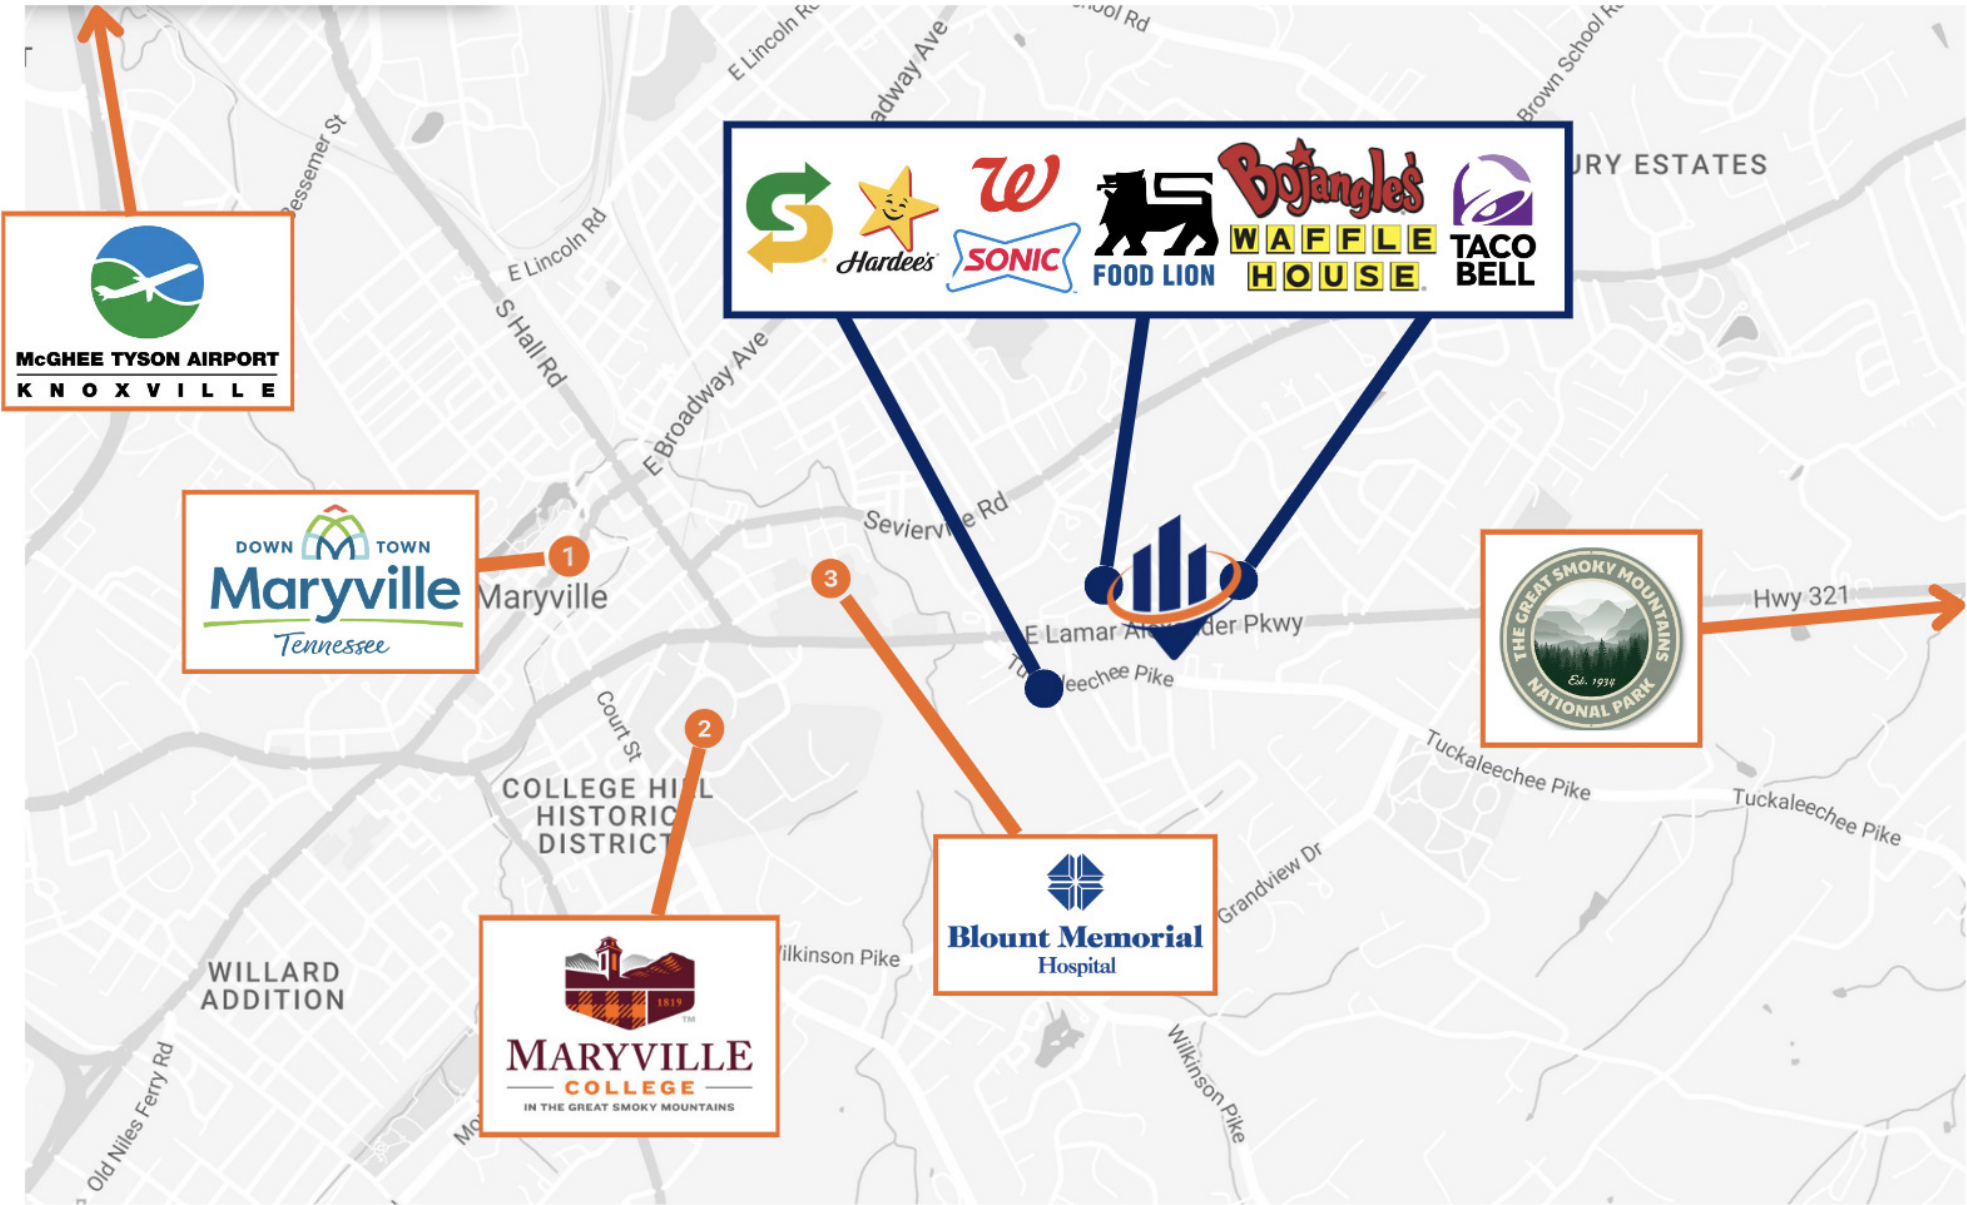 E Lincoln Rd
adway Ave
ool Rd
Brown School R
Bessemer St
URY ESTATES
Hardee's
W
SONIC
FOOD LION
Bojangles
WAFFLE
HOUSE
TACO
BELL
E Lincoln Rd
S Hall Rd
E Broadway Ave
McGHEE TYSON AIRPORT
KNOXVILLE
Sevierville Rd
DOWN TOWN
Maryville
Tennessee
1
Maryville
3
E Lamar Alexander Pkwy
Tuckaleechee Pike
THE GREAT SMOKY MOUNTAINS
Est. 1934
NATIONAL PARK
Hwy 321
Court St
2
COLLEGE HILL
HISTORIC
DISTRICT
Tuckaleechee Pike
Tuckaleechee Pike
Grandview Dr
Blount Memorial
Hospital
ilkinson Pike
WILLARD
ADDITION
1819
TM
MARYVILLE
COLLEGE
IN THE GREAT SMOKY MOUNTAINS
Wilkinson Pike
Old Niles Ferry Rd
Mo